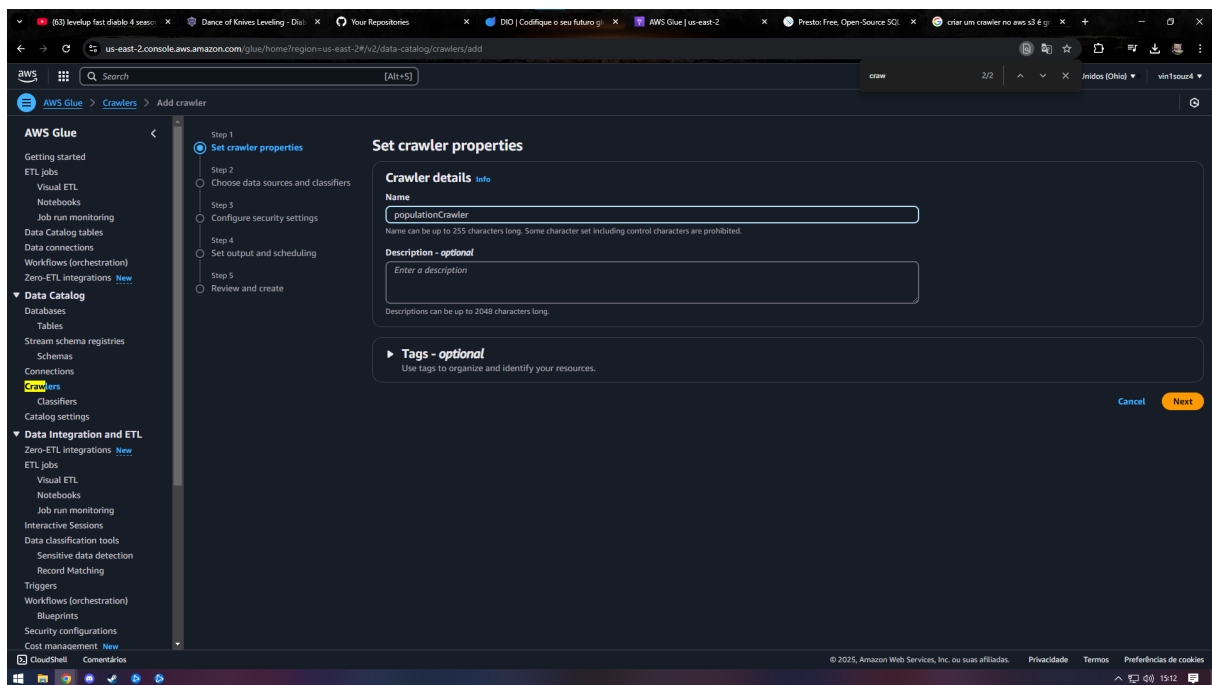 (63) levelup fast diablo 4 season
Dance of Knives Leveling - Diab
Your Repositories
DIO | Codifique o seu futuro gl
AWS Glue | us-east-2
Presto: Free, Open-Source SQL
criar um crawler no aws s3 é gr
us-east-2.console.aws.amazon.com/glue/home?region=us-east-2#/v2/data-catalog/crawlers/add
aws
Search
[Alt+S]
craw
2/2
Unidos (Ohio)
vin1souz4
AWS Glue > Crawlers > Add crawler
AWS Glue
Getting started
ETL jobs
Visual ETL
Notebooks
Job run monitoring
Data Catalog tables
Data connections
Workflows (orchestration)
Zero-ETL integrations New
Data Catalog
Databases
Tables
Stream schema registries
Schemas
Connections
Crawlers
Classifiers
Catalog settings
Data Integration and ETL
Zero-ETL integrations New
ETL jobs
Visual ETL
Notebooks
Job run monitoring
Interactive Sessions
Data classification tools
Sensitive data detection
Record Matching
Triggers
Workflows (orchestration)
Blueprints
Security configurations
Cost management New
Step 1
Set crawler properties
Step 2
Choose data sources and classifiers
Step 3
Configure security settings
Step 4
Set output and scheduling
Step 5
Review and create
Set crawler properties
Crawler details Info
Name
populationCrawler
Name can be up to 255 characters long. Some character set including control characters are prohibited.
Description - optional
Enter a description
Descriptions can be up to 2048 characters long.
Tags - optional
Use tags to organize and identify your resources.
Cancel
Next
CloudShell
Comentários
© 2025, Amazon Web Services, Inc. ou suas afiliadas.
Privacidade
Termos
Preferências de cookies
15:12